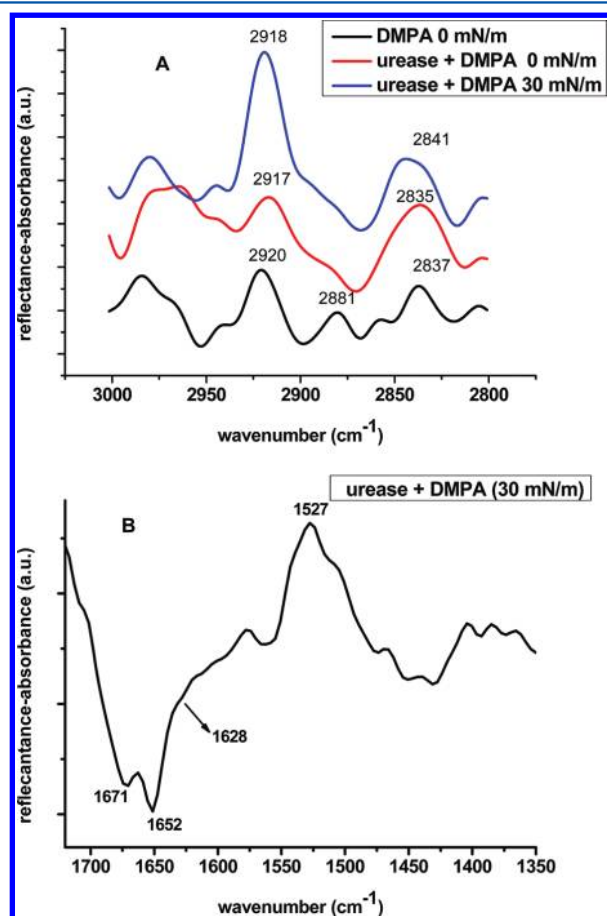 A
DMPA 0 mN/m
urease + DMPA 0 mN/m
urease + DMPA 30 mN/m
2918
2841
2917
2835
2920
2881
2837
reflectance-absorbance (a.u.)
3000 2950 2900 2850 2800
wavenumber (cm-1)
B
urease + DMPA (30 mN/m)
1527
1628
1671
1652
reflecantance-absorbance (a.u.)
1700 1650 1600 1550 1500 1450 1400 1350
wavenumber (cm-1)